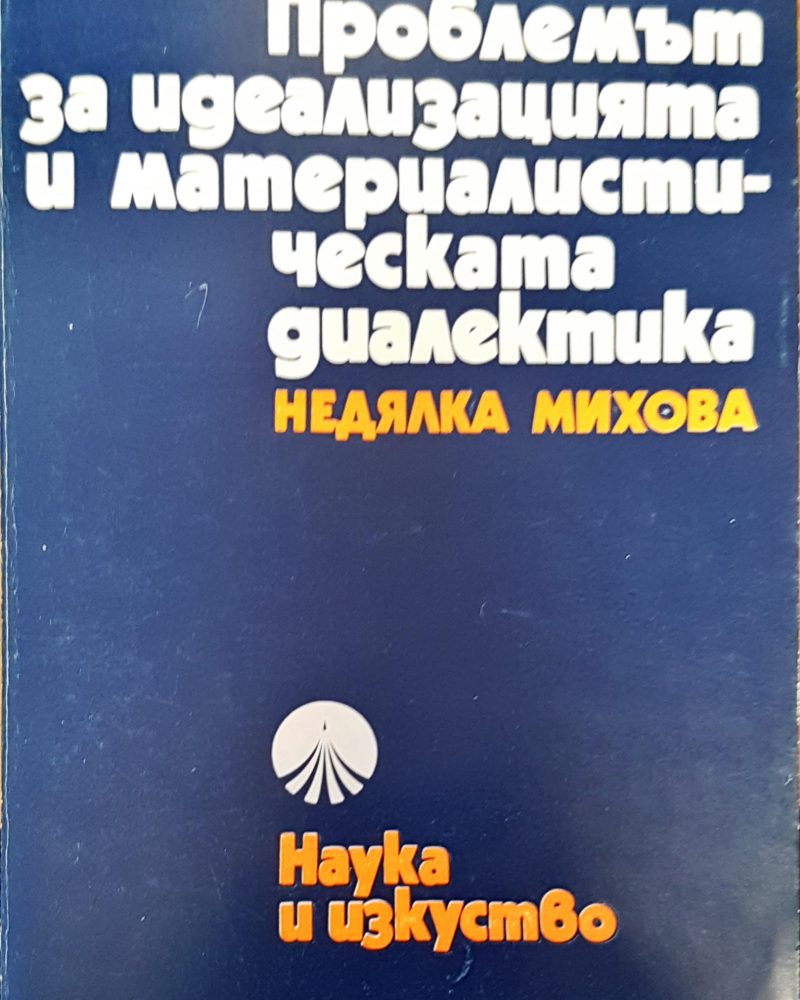 Проблемът
за идеализацията
и материалисти-
ческата
диалектика
НЕДЯЛКА МИХОВА
Наука
и изкуство